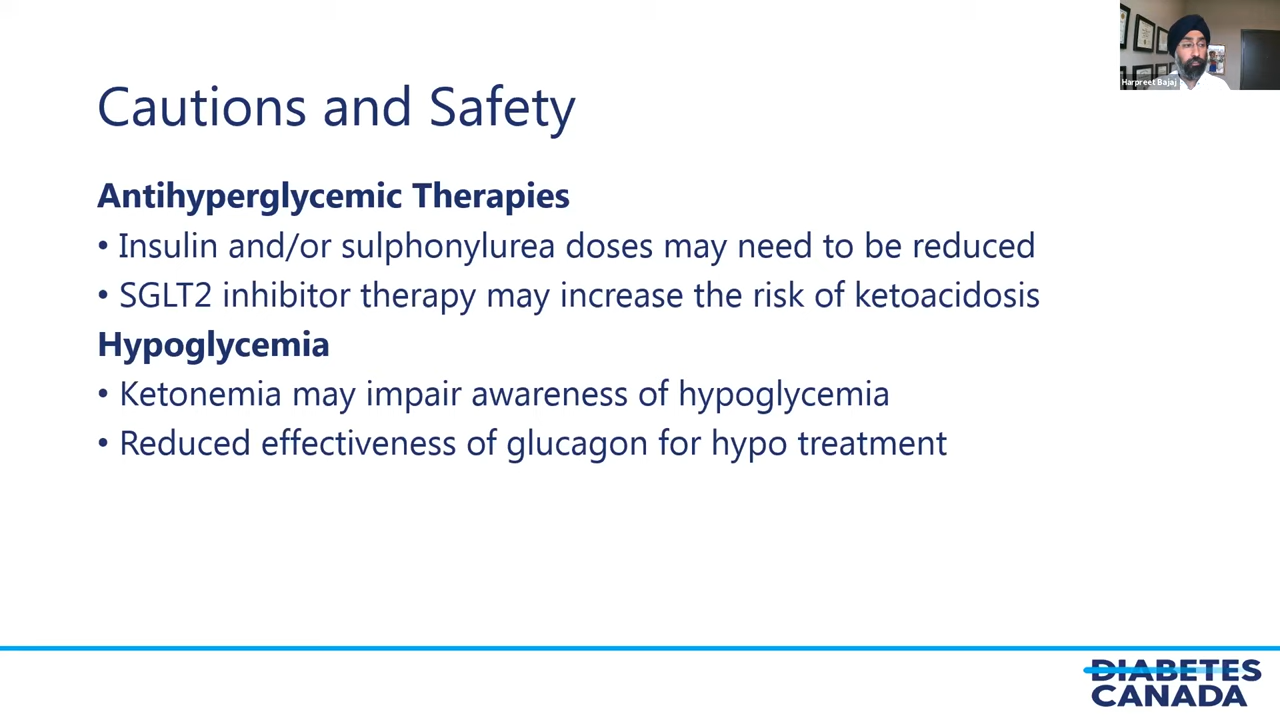 Harpreet Bajaj
Cautions and Safety
Antihyperglycemic Therapies
• Insulin and/or sulphonylurea doses may need to be reduced
• SGLT2 inhibitor therapy may increase the risk of ketoacidosis
Hypoglycemia
• Ketonemia may impair awareness of hypoglycemia
• Reduced effectiveness of glucagon for hypo treatment
DIABETES
CANADA